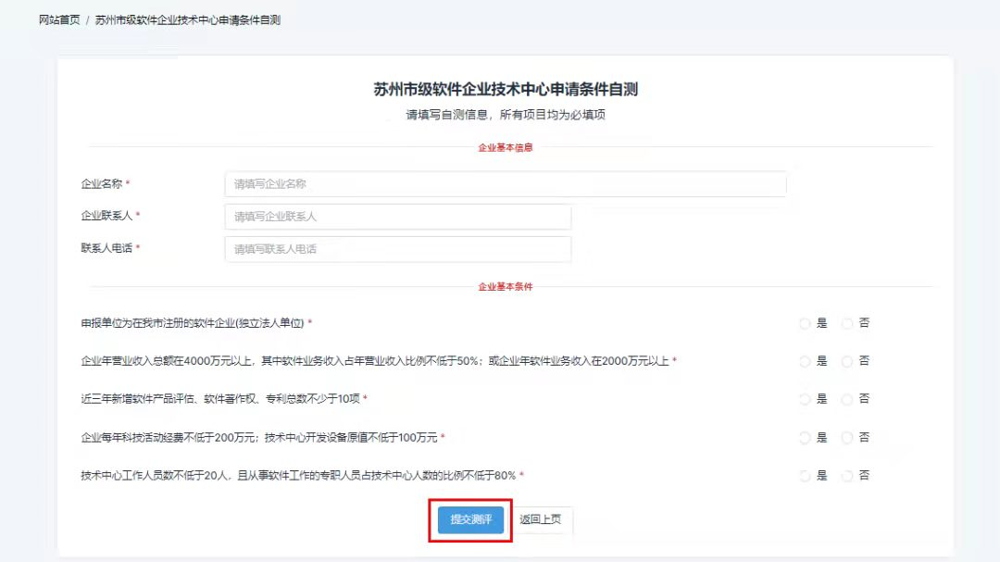 网站首页 / 苏州市级软件企业技术中心申请条件自测
苏州市级软件企业技术中心申请条件自测
请填写自测信息，所有项目均为必填项
企业基本信息
企业名称 * 请填写企业名称
企业联系人 * 请填写企业联系人
联系人电话 * 请填写联系人电话
企业基本条件
申报单位为在我市注册的软件企业(独立法人单位) * 是 否
企业年营业收入总额在4000万元以上，其中软件业务收入占年营业收入比例不低于50%；或企业年软件业务收入在2000万元以上 * 是 否
近三年新增软件产品评估、软件著作权、专利总数不少于10项 * 是 否
企业每年科技活动经费不低于200万元；技术中心开发设备原值不低于100万元 * 是 否
技术中心工作人员数不低于20人，且从事软件工作的专职人员占技术中心人数的比例不低于80% * 是 否
提交测评 返回上页